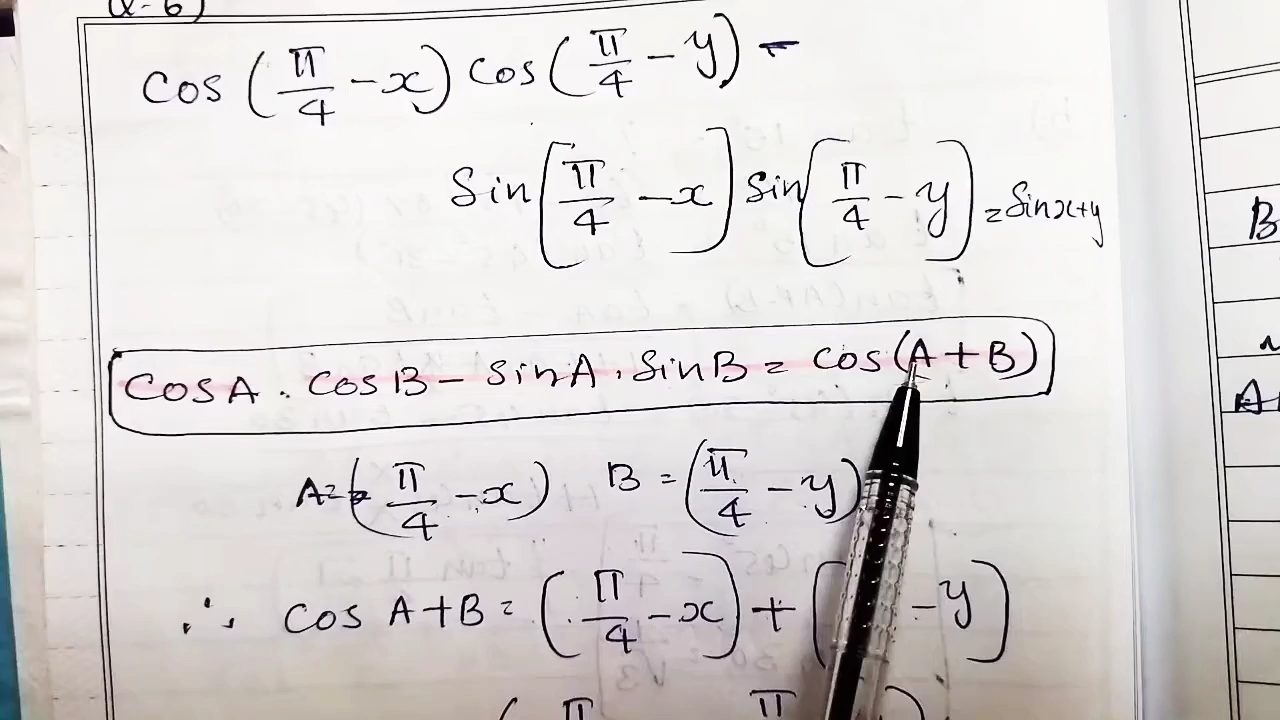 Cos (π/4 - x) Cos (π/4 - y) -
Sin [π/4 - x] Sin [π/4 - y] = Sin x+y
COSA . COSB - sinA . SinB = cos(A + B)
A = (π/4 - x) B = (π/4 - y)
∴ Cos A+B = (π/4 - x) + ( - y)